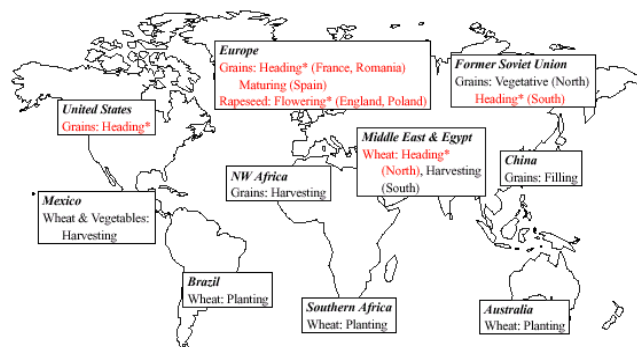 Europe
Grains: Heading* (France, Romania)
Maturing (Spain)
Rapeseed: Flowering* (England, Poland)
Former Soviet Union
Grains: Vegetative (North)
Heading* (South)
United States
Grains: Heading*
Middle East & Egypt
Wheat: Heading*
(North), Harvesting
(South)
China
Grains: Filling
NW Africa
Grains: Harvesting
Mexico
Wheat & Vegetables:
Harvesting
Brazil
Wheat: Planting
Southern Africa
Wheat: Planting
Australia
Wheat: Planting